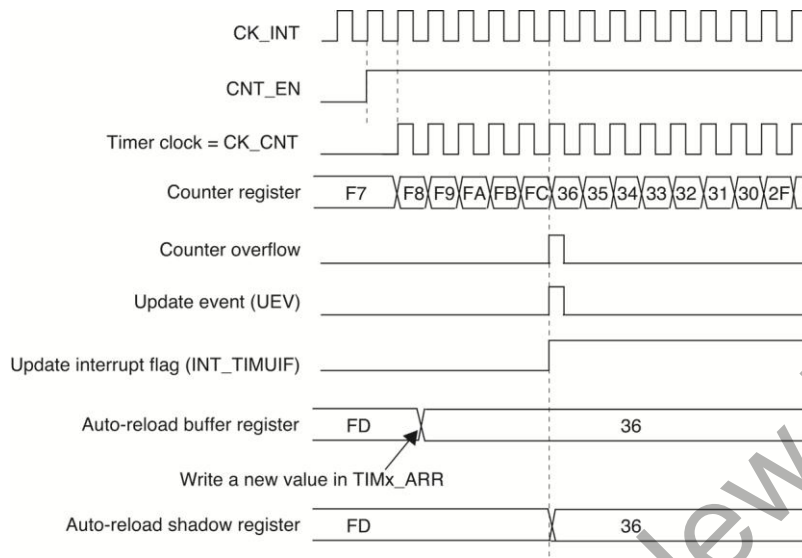 CK_INT
CNT_EN
Timer clock = CK_CNT
Counter register F7 F8 F9 FA FB FC 36 35 34 33 32 31 30 2F
Counter overflow
Update event (UEV)
Update interrupt flag (INT_TIMUIF)
Auto-reload buffer register FD 36
Write a new value in TIMx_ARR
Auto-reload shadow register FD 36